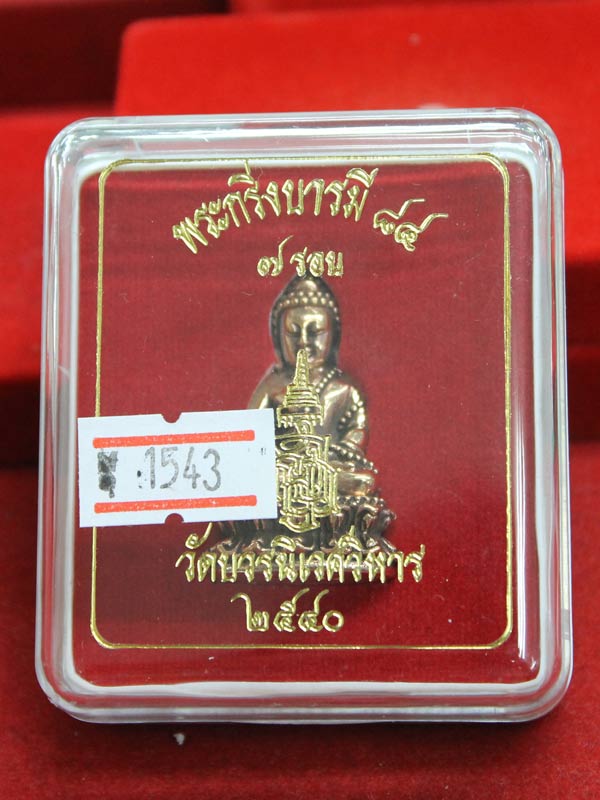 พระกริ่งบารมี ๘๔
๗ รอบ
1543
วัดบวรนิเวศวิหาร
๒๕๔๐